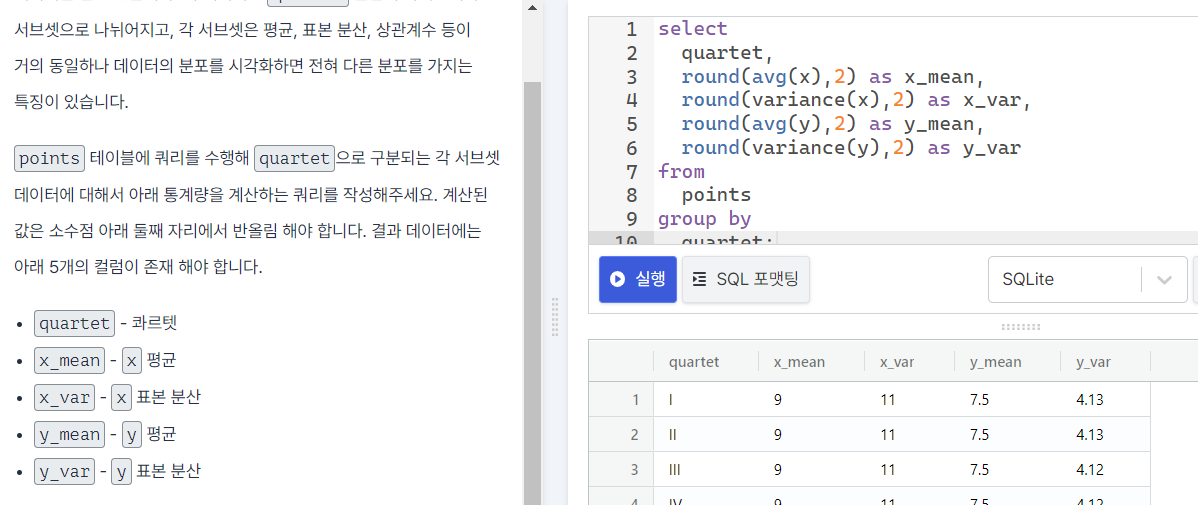 서브셋으로 나뉘어지고, 각 서브셋은 평균, 표본 분산, 상관계수 등이
거의 동일하나 데이터의 분포를 시각화하면 전혀 다른 분포를 가지는
특징이 있습니다.
points 테이블에 쿼리를 수행해 quartet으로 구분되는 각 서브셋
데이터에 대해서 아래 통계량을 계산하는 쿼리를 작성해주세요. 계산된
값은 소수점 아래 둘째 자리에서 반올림 해야 합니다. 결과 데이터에는
아래 5개의 컬럼이 존재 해야 합니다.
• quartet - 콰르텟
• x_mean - x 평균
• x_var - x 표본 분산
• y_mean - y 평균
• y_var - y 표본 분산
1 select
2 quartet,
3 round(avg(x),2) as x_mean,
4 round(variance(x),2) as x_var,
5 round(avg(y),2) as y_mean,
6 round(variance(y),2) as y_var
7 from
8 points
9 group by
10 quartet;
실행 SQL 포맷팅 SQLite
quartet x_mean x_var y_mean y_var
1 I 9 11 7.5 4.13
2 II 9 11 7.5 4.13
3 III 9 11 7.5 4.12
4 IV 9 11 7.5 4.12